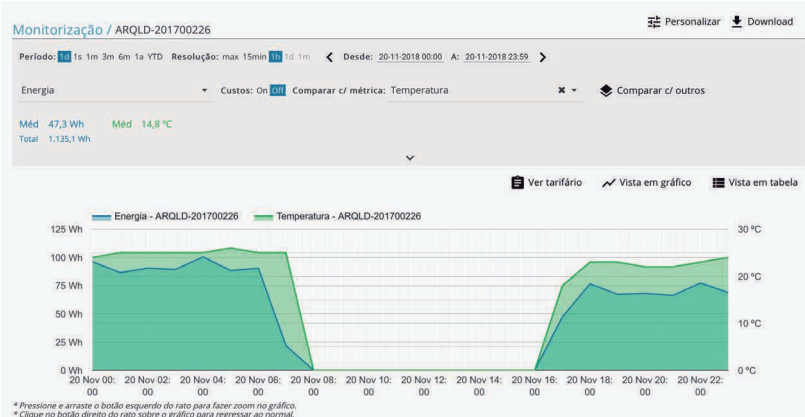 Monitorização / ARQLD-201700226
Personalizar Download
Período: 1d 1s 1m 3m 6m 1a YTD Resolução: max 15min 1h 1d 1m Desde: 20-11-2018 00:00 A: 20-11-2018 23:59
Energia Custos: On Off Comparar c/ métrica: Temperatura Comparar c/ outros
Méd 47,3 Wh Méd 14,8 ºC
Total 1.135,1 Wh
Ver tarifário Vista em gráfico Vista em tabela
Energia - ARQLD-201700226 Temperatura - ARQLD-201700226
125 Wh 30 ºC
100 Wh
20 ºC
75 Wh
50 Wh
10 ºC
25 Wh
0 Wh 0 ºC
20 Nov 00: 20 Nov 02: 20 Nov 04: 20 Nov 06: 20 Nov 08: 20 Nov 10: 20 Nov 12: 20 Nov 14: 20 Nov 16: 20 Nov 18: 20 Nov 20: 20 Nov 22:
00 00 00 00 00 00 00 00 00 00 00 00
* Pressione e arraste o botão esquerdo do rato para fazer zoom no gráfico.
* Clique no botão direito do rato sobre o gráfico para regressar ao normal.